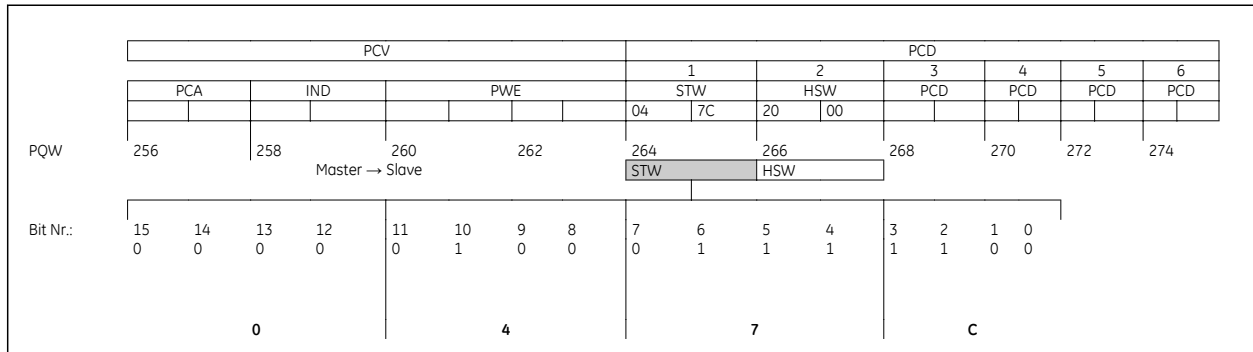 PCV PCD
1 2 3 4 5 6
PCA IND PWE STW HSW PCD PCD PCD PCD
04 7C 20 00
PQW 256 258 260 262 264 266 268 270 272 274
Master → Slave STW HSW
Bit Nr.: 15 14 13 12 11 10 9 8 7 6 5 4 3 2 1 0
0 0 0 0 0 1 0 0 0 1 1 1 1 1 0 0
0 4 7 C